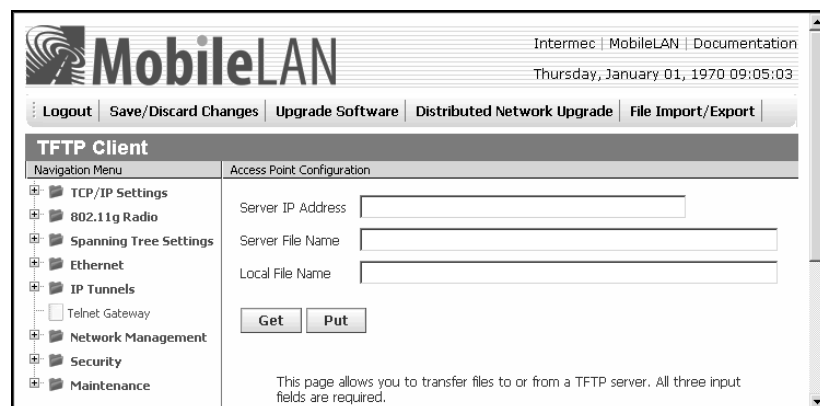 MobileLAN
Intermec | MobileLAN | Documentation
Thursday, January 01, 1970 09:05:03
Logout | Save/Discard Changes | Upgrade Software | Distributed Network Upgrade | File Import/Export
TFTP Client
Navigation Menu
Access Point Configuration
TCP/IP Settings
802.11g Radio
Spanning Tree Settings
Ethernet
IP Tunnels
Telnet Gateway
Network Management
Security
Maintenance
Server IP Address
Server File Name
Local File Name
Get Put
This page allows you to transfer files to or from a TFTP server. All three input
fields are required.